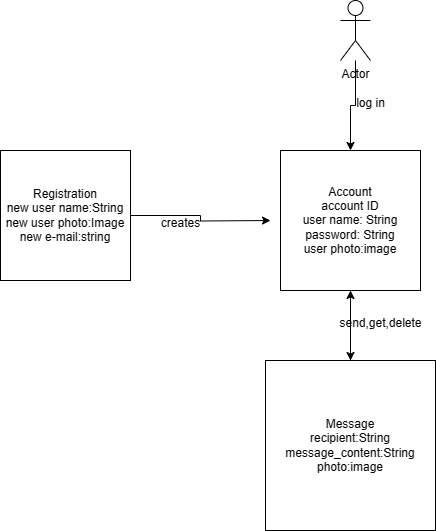 Actor
log in
Registration
new user name:String
new user photo:Image
new e-mail:string
creates
Account
account ID
user name: String
password: String
user photo:image
send,get,delete
Message
recipient:String
message_content:String
photo:image